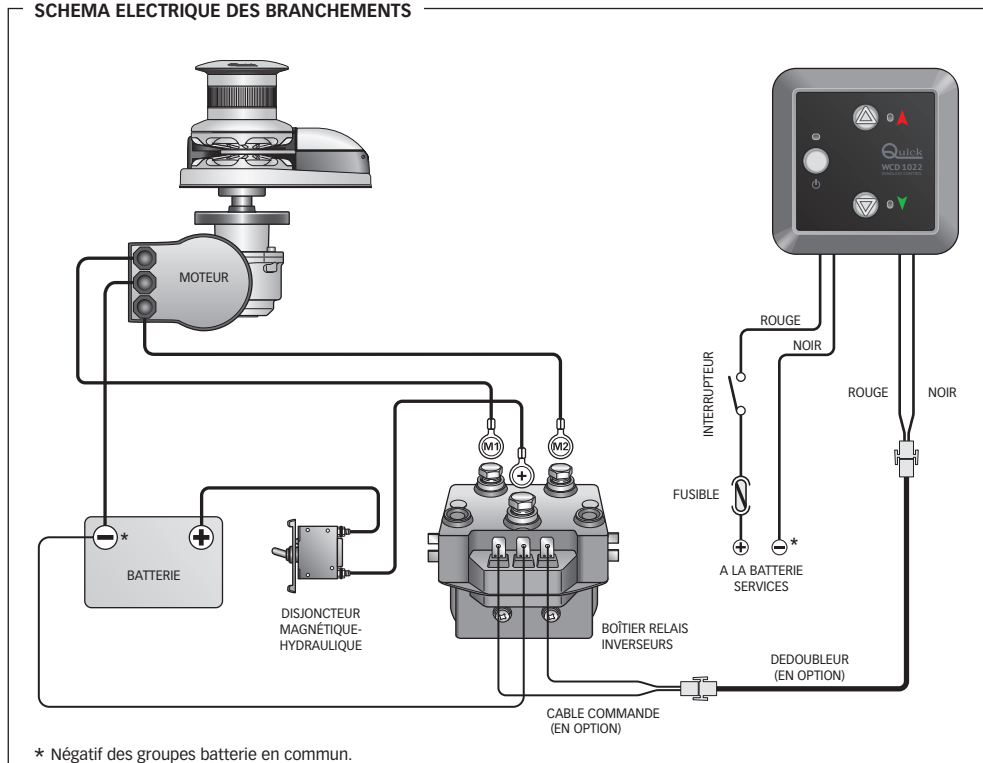 SCHEMA ELECTRIQUE DES BRANCHEMENTS
Quick
WCD 1022
WINDLASS CONTROL
MOTEUR
ROUGE
NOIR
INTERRUPTEUR
ROUGE
NOIR
M1
+
M2
FUSIBLE
− *
+
BATTERIE
+
− *
A LA BATTERIE
SERVICES
DISJONCTEUR
MAGNÉTIQUE-
HYDRAULIQUE
BOÎTIER RELAIS
INVERSEURS
DEDOUBLEUR
(EN OPTION)
CABLE COMMANDE
(EN OPTION)
* Négatif des groupes batterie en commun.